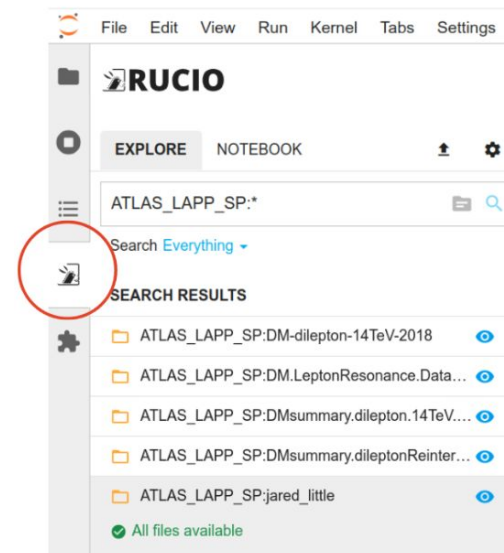 File Edit View Run Kernel Tabs Settings
RUCIO
EXPLORE NOTEBOOK
ATLAS_LAPP_SP:*
Search Everything
SEARCH RESULTS
ATLAS_LAPP_SP:DM-dilepton-14TeV-2018
ATLAS_LAPP_SP:DM.LeptonResonance.Data...
ATLAS_LAPP_SP:DMsummary.dilepton.14TeV....
ATLAS_LAPP_SP:DMsummary.dileptonReinter...
ATLAS_LAPP_SP:jared_little
All files available